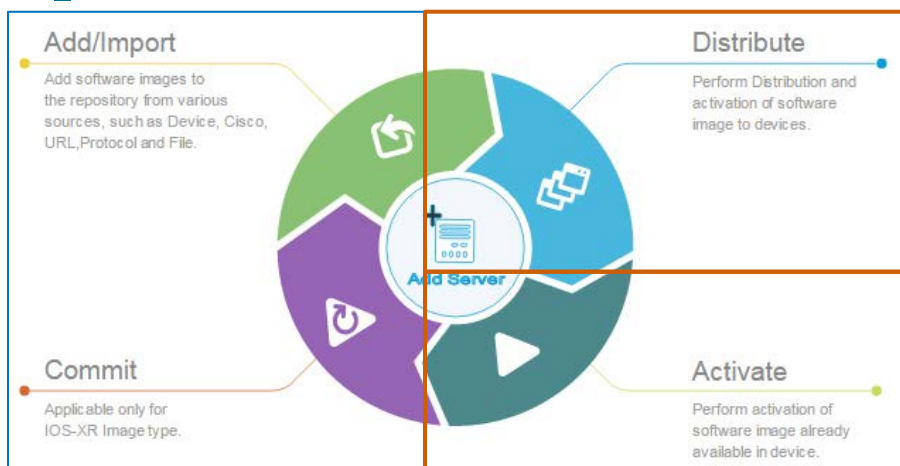 Add/Import
Add software images to
the repository from various
sources, such as Device, Cisco,
URL,Protocol and File.
Distribute
Perform Distribution and
activation of software
image to devices.
Add Server
Commit
Applicable only for
IOS-XR Image type.
Activate
Perform activation of
software image already
available in device.